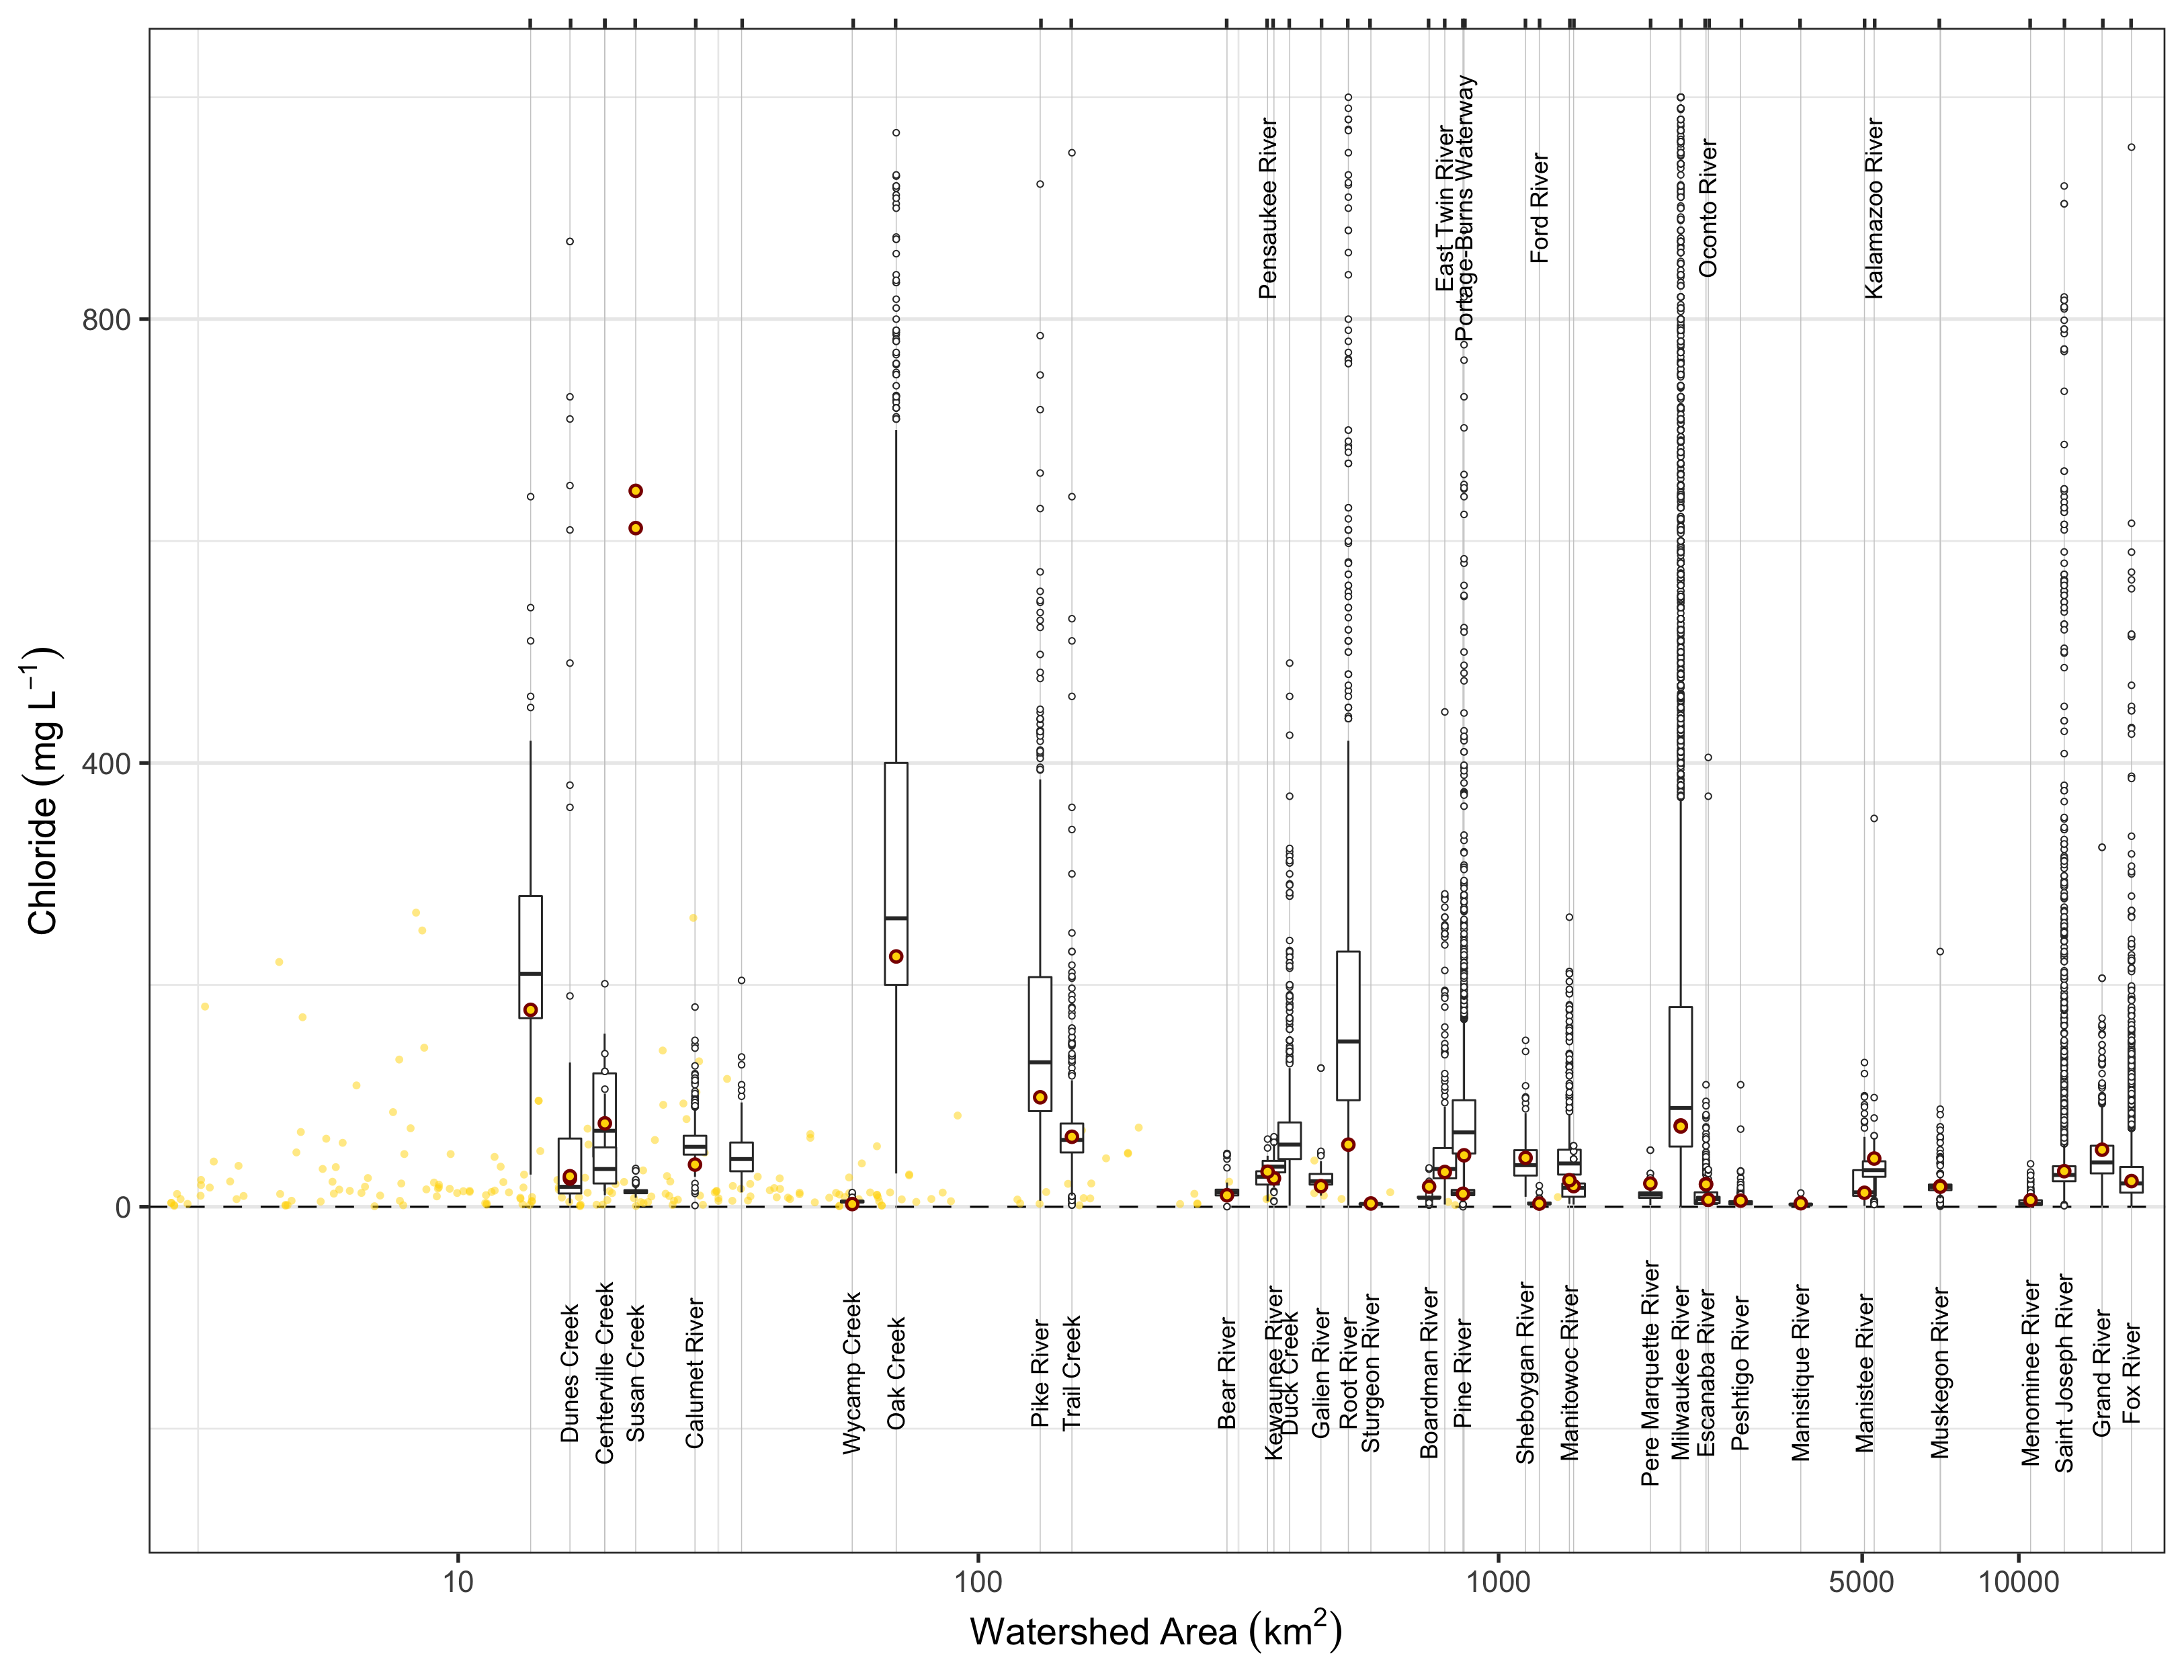 Pensaukee River
East Twin River
Portage-Burns Waterway
Ford River
Oconto River
Kalamazoo River
800
400
0
Chloride (mg L−1)
Dunes Creek
Centerville Creek
Susan Creek
Calumet River
Wycamp Creek
Oak Creek
Pike River
Trail Creek
Bear River
Kewaunee River
Duck Creek
Galien River
Root River
Sturgeon River
Boardman River
Pine River
Sheboygan River
Manitowoc River
Pere Marquette River
Milwaukee River
Escanaba River
Peshtigo River
Manistique River
Manistee River
Muskegon River
Menominee River
Saint Joseph River
Grand River
Fox River
10
100
1000
5000
10000
Watershed Area (km2)